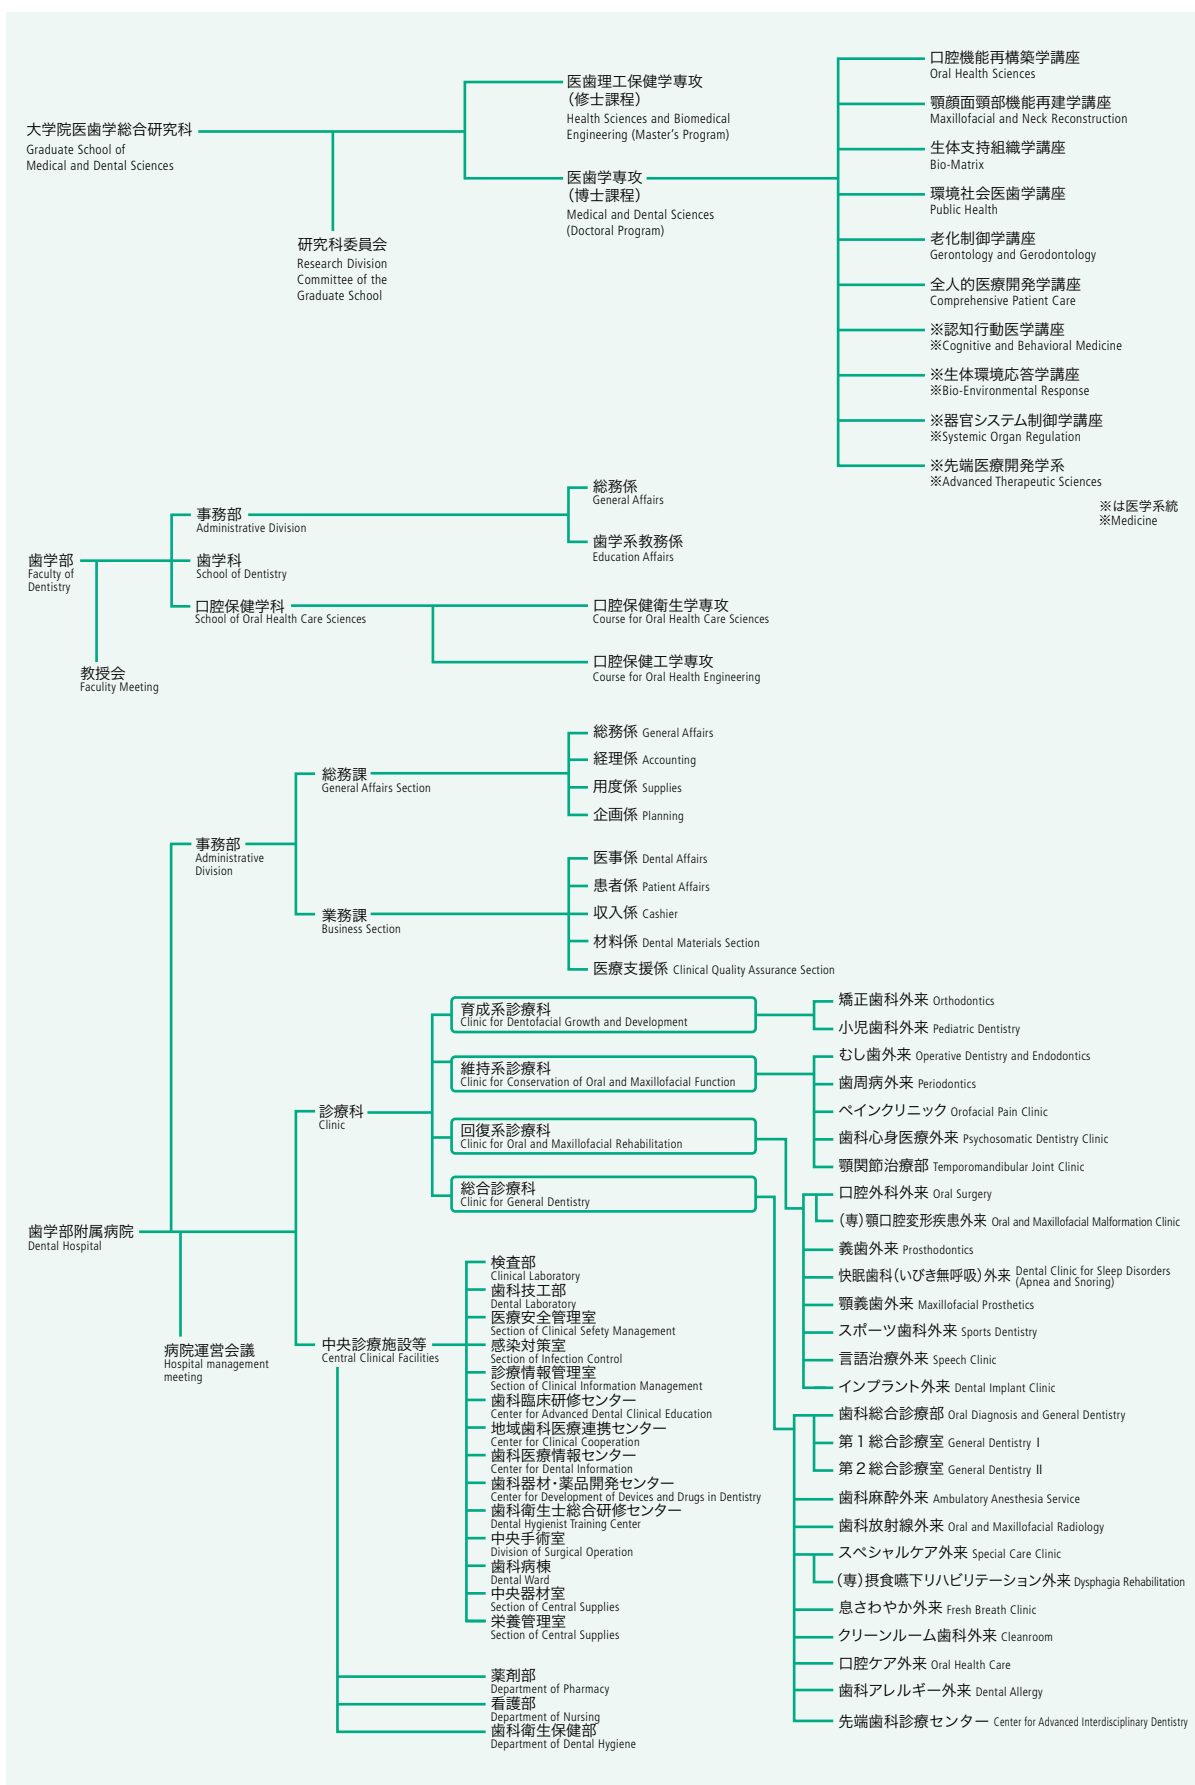 大学院医歯学総合研究科
Graduate School of
Medical and Dental Sciences
研究科委員会
Research Division
Committee of the
Graduate School
医歯理工保健学専攻
（修士課程）
Health Sciences and Biomedical
Engineering (Master's Program)
医歯学専攻
（博士課程）
Medical and Dental Sciences
(Doctoral Program)
口腔機能再構築学講座
Oral Health Sciences
顎顔面頸部機能再建学講座
Maxillofacial and Neck Reconstruction
生体支持組織学講座
Bio-Matrix
環境社会医歯学講座
Public Health
老化制御学講座
Gerontology and Gerodontology
全人的医療開発学講座
Comprehensive Patient Care
※認知行動医学講座
※Cognitive and Behavioral Medicine
※生体環境応答学講座
※Bio-Environmental Response
※器官システム制御学講座
※Systemic Organ Regulation
※先端医療開発学系
※Advanced Therapeutic Sciences
※は医学系統
※Medicine
歯学部
Faculty of
Dentistry
教授会
Faculity Meeting
事務部
Administrative Division
総務係
General Affairs
歯学系教務係
Education Affairs
歯学科
School of Dentistry
口腔保健学科
School of Oral Health Care Sciences
口腔保健衛生学専攻
Course for Oral Health Care Sciences
口腔保健工学専攻
Course for Oral Health Engineering
歯学部附属病院
Dental Hospital
病院運営会議
Hospital management
meeting
事務部
Administrative
Division
総務課
General Affairs Section
総務係 General Affairs
経理係 Accounting
用度係 Supplies
企画係 Planning
業務課
Business Section
医事係 Dental Affairs
患者係 Patient Affairs
収入係 Cashier
材料係 Dental Materials Section
医療支援係 Clinical Quality Assurance Section
診療科
Clinic
育成系診療科
Clinic for Dentofacial Growth and Development
矯正歯科外来 Orthodontics
小児歯科外来 Pediatric Dentistry
維持系診療科
Clinic for Conservation of Oral and Maxillofacial Function
むし歯外来 Operative Dentistry and Endodontics
歯周病外来 Periodontics
ペインクリニック Orofacial Pain Clinic
歯科心身医療外来 Psychosomatic Dentistry Clinic
顎関節治療部 Temporomandibular Joint Clinic
回復系診療科
Clinic for Oral and Maxillofacial Rehabilitation
口腔外科外来 Oral Surgery
（専）顎口腔変形疾患外来 Oral and Maxillofacial Malformation Clinic
義歯外来 Prosthodontics
快眠歯科（いびき無呼吸）外来 Dental Clinic for Sleep Disorders
(Apnea and Snoring)
顎義歯外来 Maxillofacial Prosthetics
スポーツ歯科外来 Sports Dentistry
言語治療外来 Speech Clinic
インプラント外来 Dental Implant Clinic
総合診療科
Clinic for General Dentistry
歯科総合診療部 Oral Diagnosis and General Dentistry
第１総合診療室 General Dentistry Ⅰ
第２総合診療室 General Dentistry Ⅱ
歯科麻酔外来 Ambulatory Anesthesia Service
歯科放射線外来 Oral and Maxillofacial Radiology
スペシャルケア外来 Special Care Clinic
（専）摂食嚥下リハビリテーション外来 Dysphagia Rehabilitation
息さわやか外来 Fresh Breath Clinic
クリーンルーム歯科外来 Cleanroom
口腔ケア外来 Oral Health Care
歯科アレルギー外来 Dental Allergy
先端歯科診療センター Center for Advanced Interdisciplinary Dentistry
中央診療施設等
Central Clinical Facilities
検査部
Clinical Laboratory
歯科技工部
Dental Laboratory
医療安全管理室
Section of Clinical Sefety Management
感染対策室
Section of Infection Control
診療情報管理室
Section of Clinical Information Management
歯科臨床研修センター
Center for Advanced Dental Clinical Education
地域歯科医療連携センター
Center for Clinical Cooperation
歯科医療情報センター
Center for Dental Information
歯科器材・薬品開発センター
Center for Development of Devices and Drugs in Dentistry
歯科衛生士総合研修センター
Dental Hygienist Training Center
中央手術室
Division of Surgical Operation
歯科病棟
Dental Ward
中央器材室
Section of Central Supplies
栄養管理室
Section of Central Supplies
薬剤部
Department of Pharmacy
看護部
Department of Nursing
歯科衛生保健部
Department of Dental Hygiene